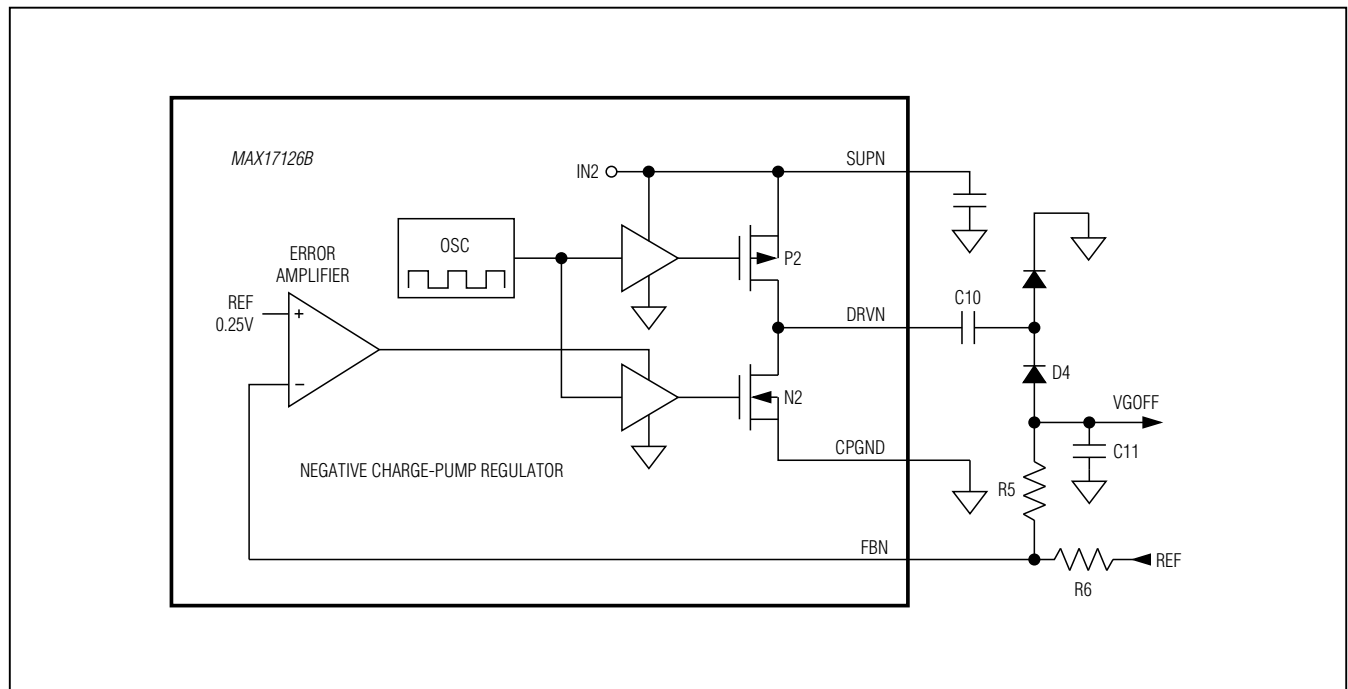 MAX17126B
IN2
SUPN
OSC
ERROR
AMPLIFIER
REF
0.25V
+
−
P2
DRVN
C10
D4
N2
VGOFF
CPGND
C11
NEGATIVE CHARGE-PUMP REGULATOR
R5
FBN
REF
R6